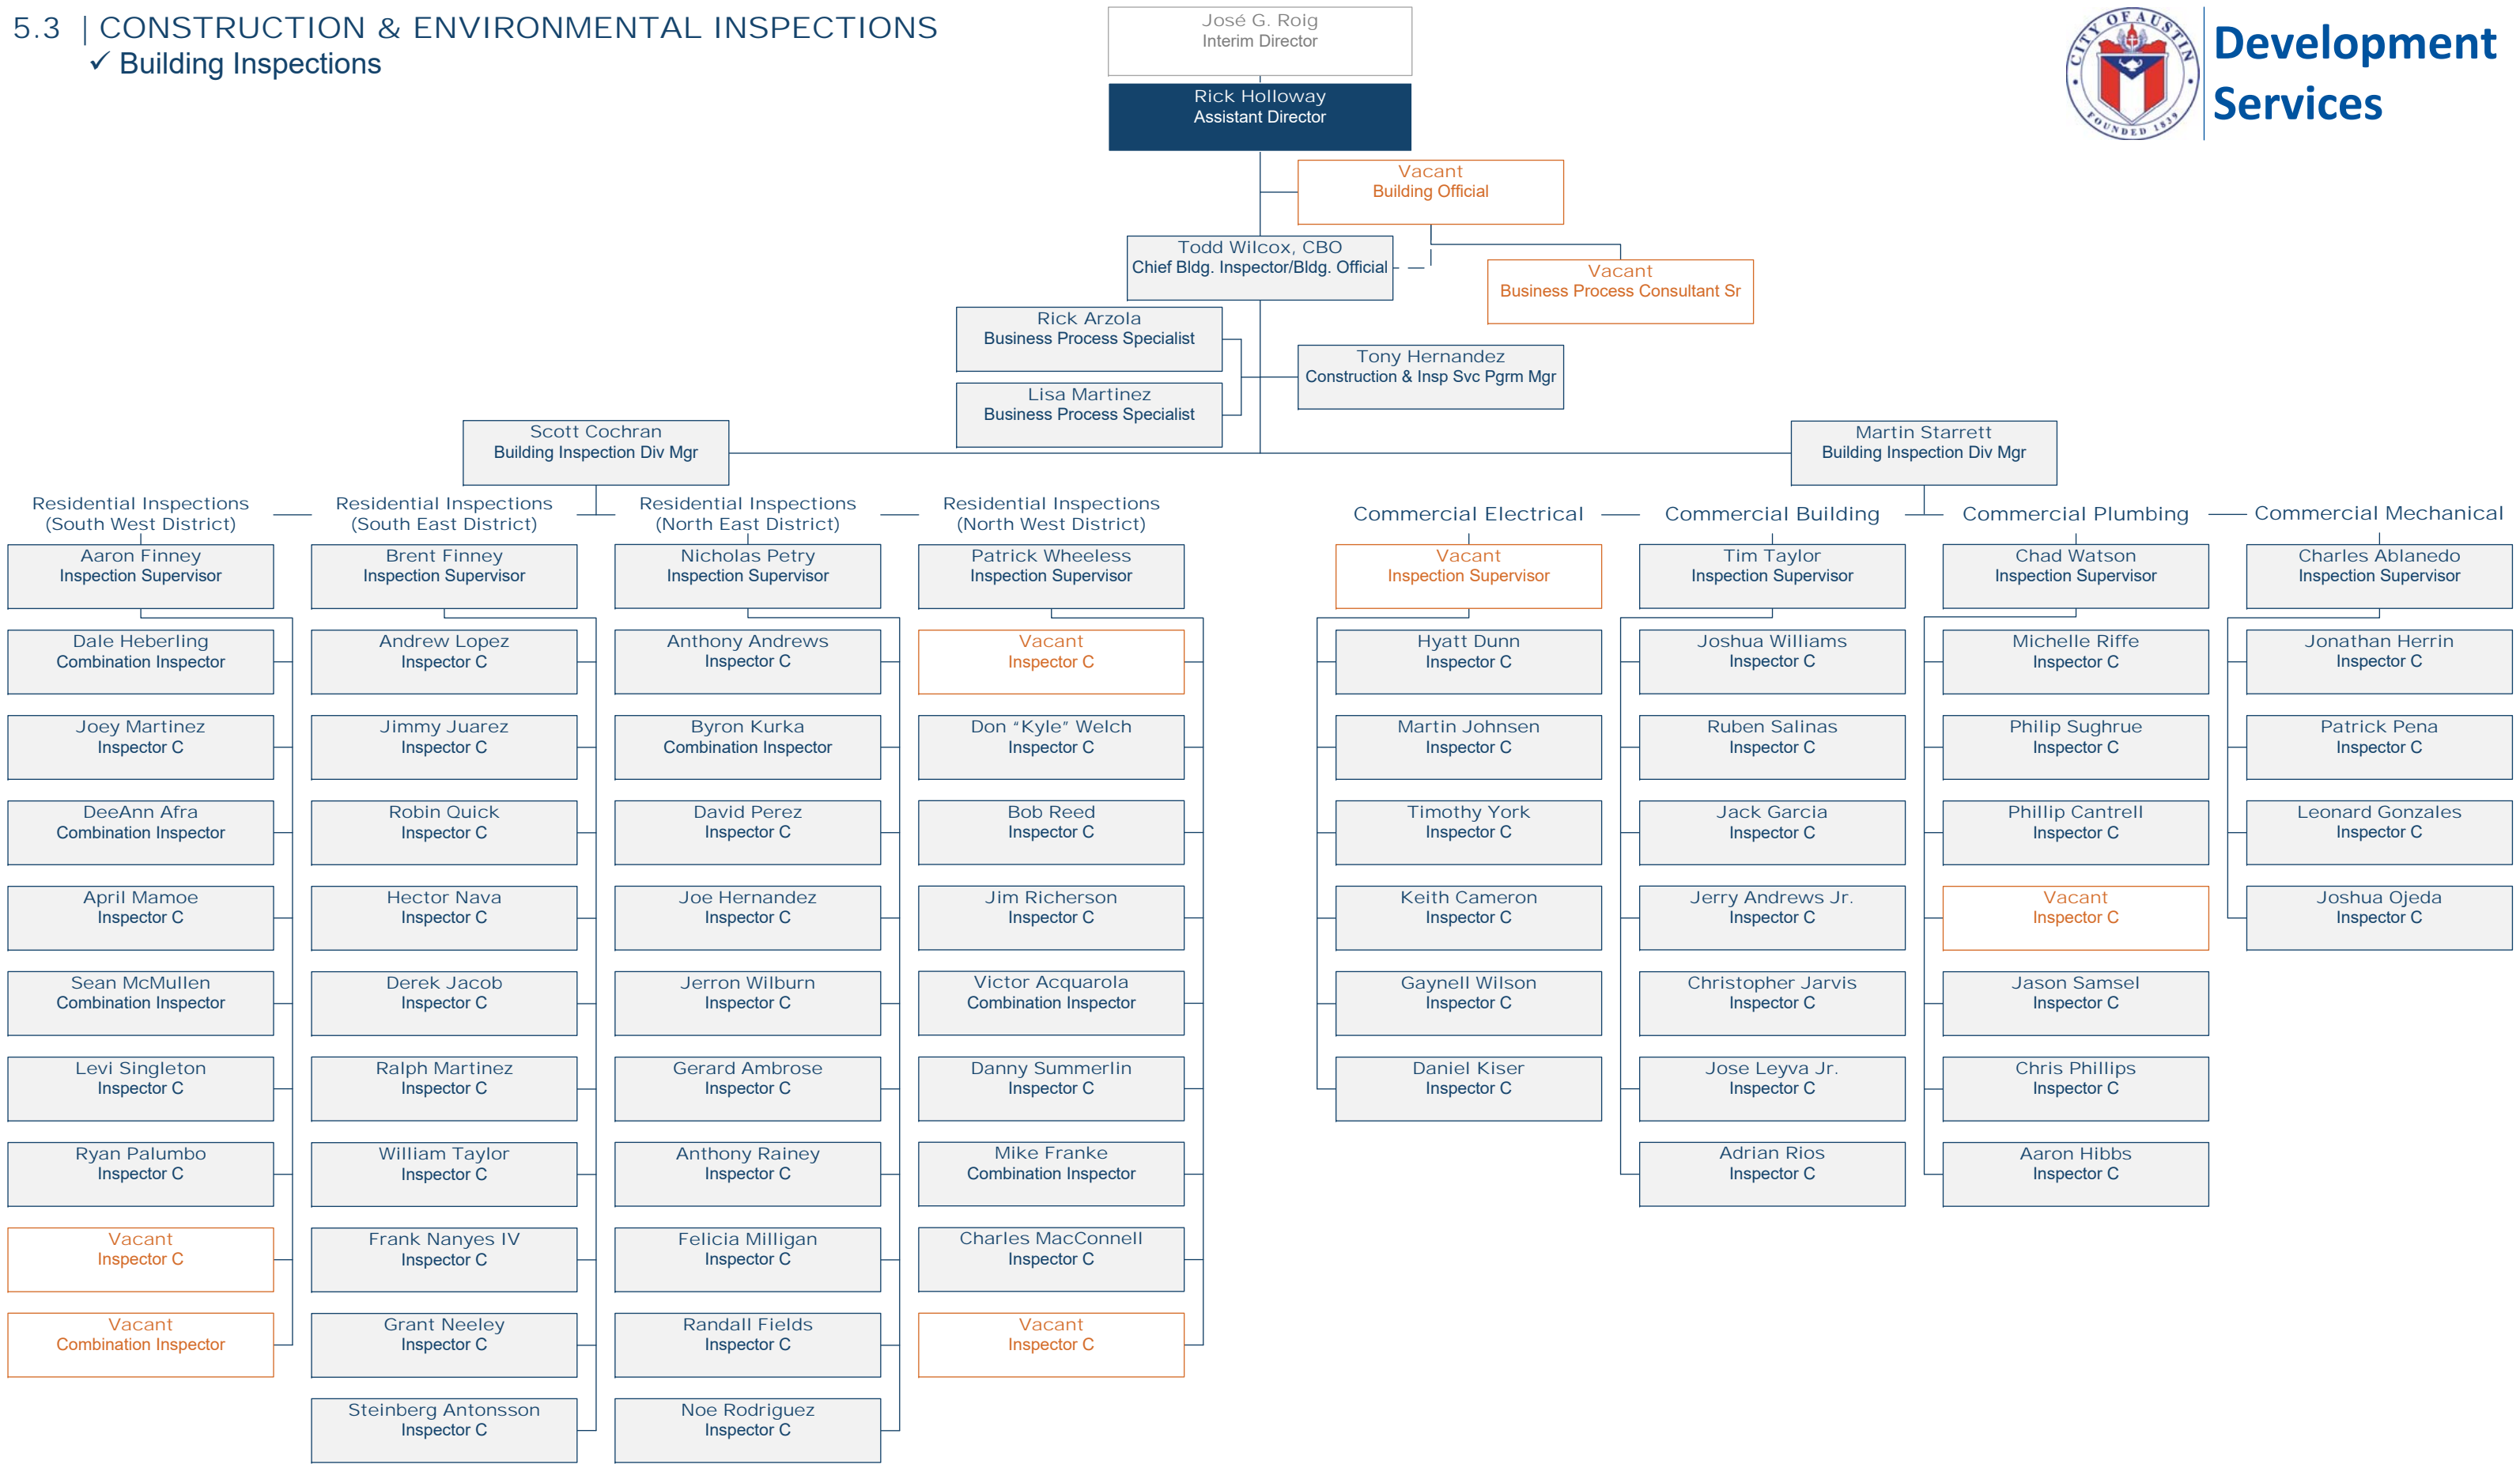 5.3 | CONSTRUCTION & ENVIRONMENTAL INSPECTIONS
✓ Building Inspections
CITY OF AUSTIN
FOUNDED 1839
Development
Services
José G. Roig
Interim Director
Rick Holloway
Assistant Director
Vacant
Building Official
Todd Wilcox, CBO
Chief Bldg. Inspector/Bldg. Official
Vacant
Business Process Consultant Sr
Rick Arzola
Business Process Specialist
Tony Hernandez
Construction & Insp Svc Pgrm Mgr
Lisa Martinez
Business Process Specialist
Scott Cochran
Building Inspection Div Mgr
Martin Starrett
Building Inspection Div Mgr
Residential Inspections
(South West District)
Aaron Finney
Inspection Supervisor
Dale Heberling
Combination Inspector
Joey Martinez
Inspector C
DeeAnn Afra
Combination Inspector
April Mamoe
Inspector C
Sean McMullen
Combination Inspector
Levi Singleton
Inspector C
Ryan Palumbo
Inspector C
Vacant
Inspector C
Vacant
Combination Inspector
Residential Inspections
(South East District)
Brent Finney
Inspection Supervisor
Andrew Lopez
Inspector C
Jimmy Juarez
Inspector C
Robin Quick
Inspector C
Hector Nava
Inspector C
Derek Jacob
Inspector C
Ralph Martinez
Inspector C
William Taylor
Inspector C
Frank Nanyes IV
Inspector C
Grant Neeley
Inspector C
Steinberg Antonsson
Inspector C
Residential Inspections
(North East District)
Nicholas Petry
Inspection Supervisor
Anthony Andrews
Inspector C
Byron Kurka
Combination Inspector
David Perez
Inspector C
Joe Hernandez
Inspector C
Jerron Wilburn
Inspector C
Gerard Ambrose
Inspector C
Anthony Rainey
Inspector C
Felicia Milligan
Inspector C
Randall Fields
Inspector C
Noe Rodriguez
Inspector C
Residential Inspections
(North West District)
Patrick Wheeless
Inspection Supervisor
Vacant
Inspector C
Don “Kyle” Welch
Inspector C
Bob Reed
Inspector C
Jim Richerson
Inspector C
Victor Acquarola
Combination Inspector
Danny Summerlin
Inspector C
Mike Franke
Combination Inspector
Charles MacConnell
Inspector C
Vacant
Inspector C
Commercial Electrical
Vacant
Inspection Supervisor
Hyatt Dunn
Inspector C
Martin Johnsen
Inspector C
Timothy York
Inspector C
Keith Cameron
Inspector C
Gaynell Wilson
Inspector C
Daniel Kiser
Inspector C
Commercial Building
Tim Taylor
Inspection Supervisor
Joshua Williams
Inspector C
Ruben Salinas
Inspector C
Jack Garcia
Inspector C
Jerry Andrews Jr.
Inspector C
Christopher Jarvis
Inspector C
Jose Leyva Jr.
Inspector C
Adrian Rios
Inspector C
Commercial Plumbing
Chad Watson
Inspection Supervisor
Michelle Riffe
Inspector C
Philip Sughrue
Inspector C
Phillip Cantrell
Inspector C
Vacant
Inspector C
Jason Samsel
Inspector C
Chris Phillips
Inspector C
Aaron Hibbs
Inspector C
Commercial Mechanical
Charles Ablanedo
Inspection Supervisor
Jonathan Herrin
Inspector C
Patrick Pena
Inspector C
Leonard Gonzales
Inspector C
Joshua Ojeda
Inspector C